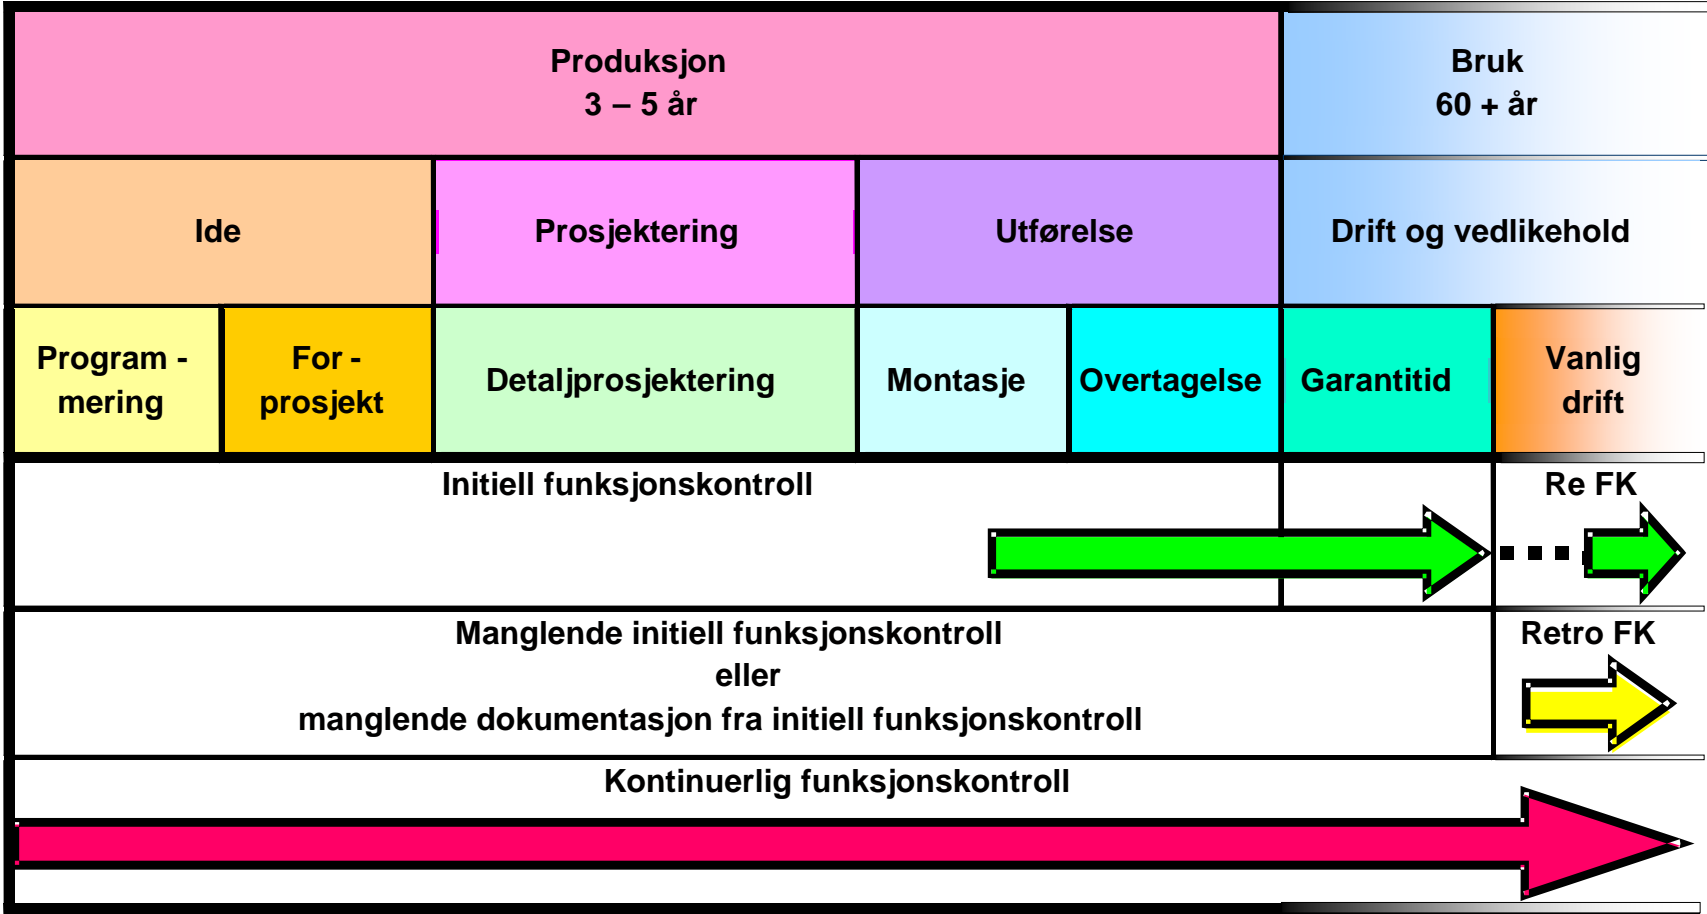 Produksjon
3 – 5 år
Bruk
60 + år
Ide
Prosjektering
Utførelse
Drift og vedlikehold
Program -
mering
For -
prosjekt
Detaljprosjektering
Montasje
Overtagelse
Garantitid
Vanlig
drift
Initiell funksjonskontroll
Re FK
Manglende initiell funksjonskontroll
eller
manglende dokumentasjon fra initiell funksjonskontroll
Retro FK
Kontinuerlig funksjonskontroll